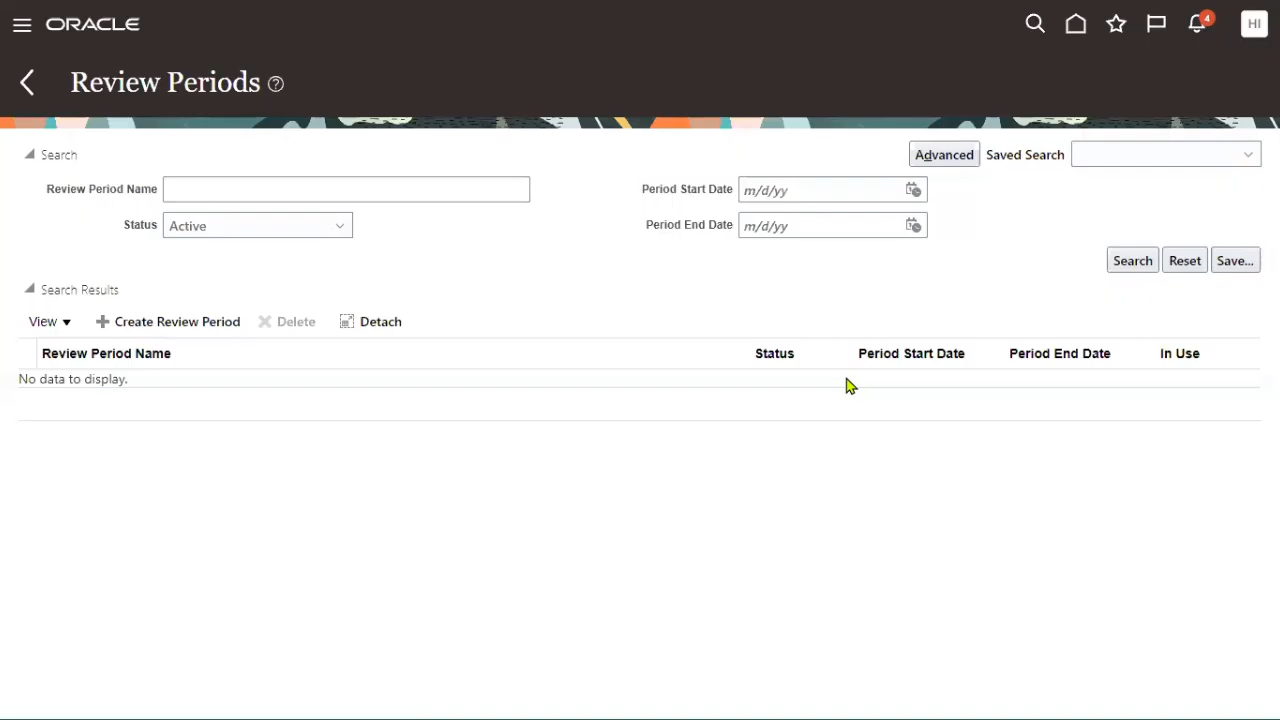 ORACLE
4
HI
Review Periods ?
Search
Advanced Saved Search
Review Period Name
Period Start Date m/d/yy
Status Active
Period End Date m/d/yy
Search Reset Save...
Search Results
View Create Review Period Delete Detach
Review Period Name Status Period Start Date Period End Date In Use
No data to display.